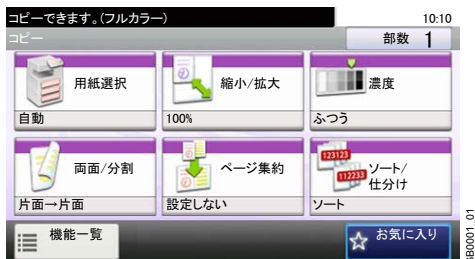 コピーできます。(フルカラー)
10:10
コピー
部数 1
用紙選択
自動
縮小/拡大
100%
濃度
ふつう
両面/分割
片面→片面
ページ集約
設定しない
123123
112233
ソート/
仕分け
ソート
機能一覧
お気に入り